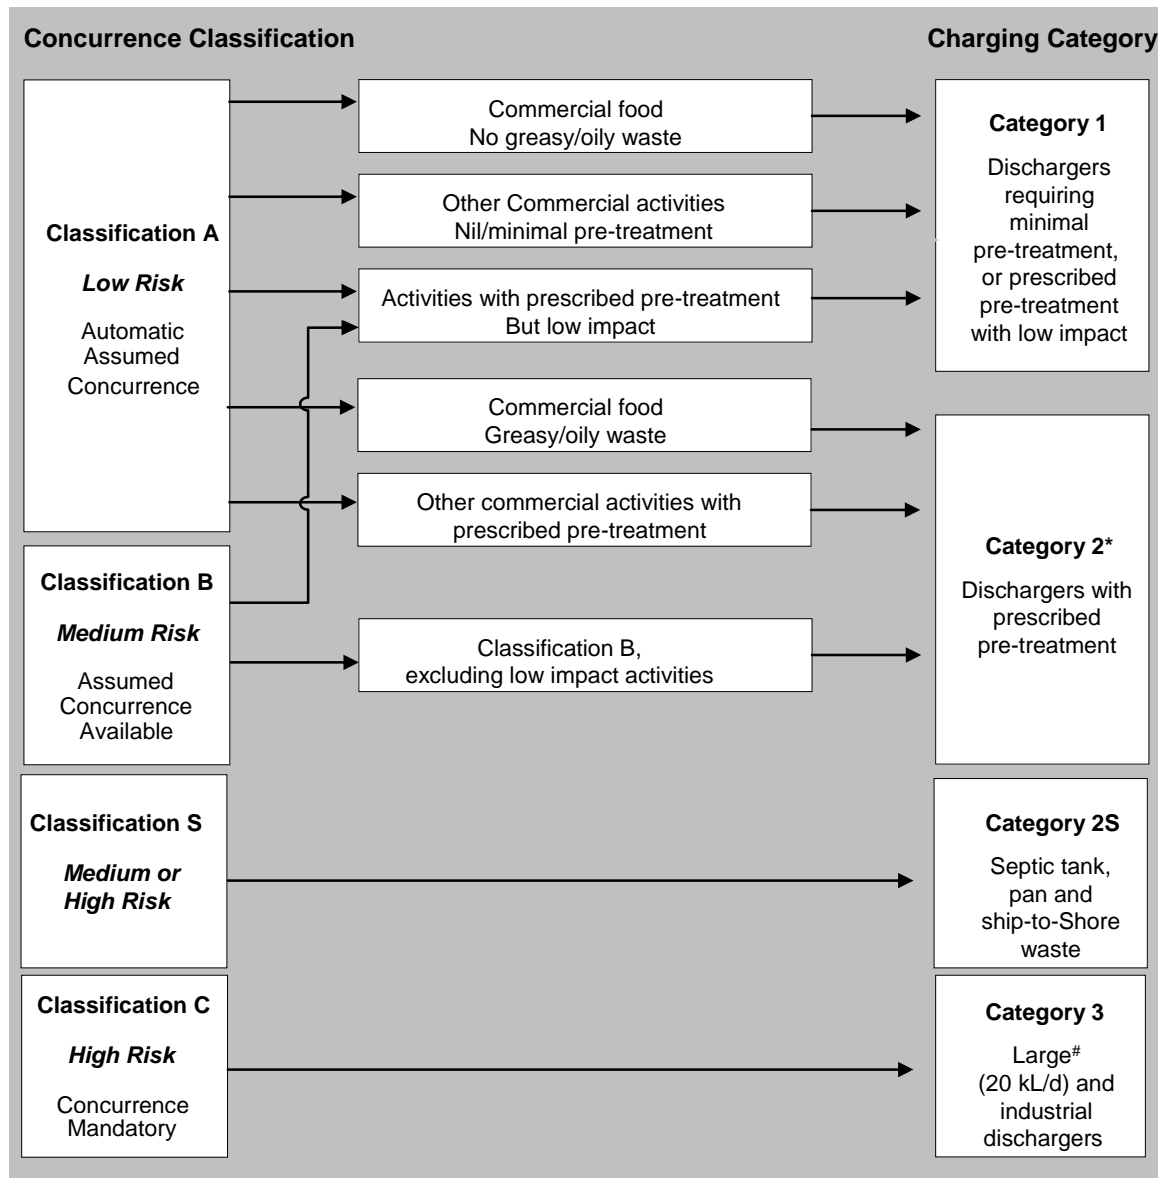 Concurrence Classification
Charging Category
Classification A
Low Risk
Automatic
Assumed
Concurrence
Commercial food
No greasy/oily waste
Other Commercial activities
Nil/minimal pre-treatment
Activities with prescribed pre-treatment
But low impact
Commercial food
Greasy/oily waste
Other commercial activities with
prescribed pre-treatment
Category 1
Dischargers
requiring
minimal
pre-treatment,
or prescribed
pre-treatment
with low impact
Classification B
Medium Risk
Assumed
Concurrence
Available
Classification B,
excluding low impact activities
Category 2*
Dischargers with
prescribed
pre-treatment
Classification S
Medium or
High Risk
Category 2S
Septic tank,
pan and
ship-to-Shore
waste
Classification C
High Risk
Concurrence
Mandatory
Category 3
Large#
(20 kL/d) and
industrial
dischargers